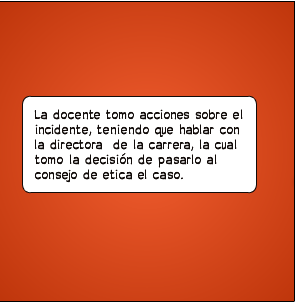 La docente tomo acciones sobre el
incidente, teniendo que hablar con
la directora de la carrera, la cual
tomo la decisión de pasarlo al
consejo de etica el caso.